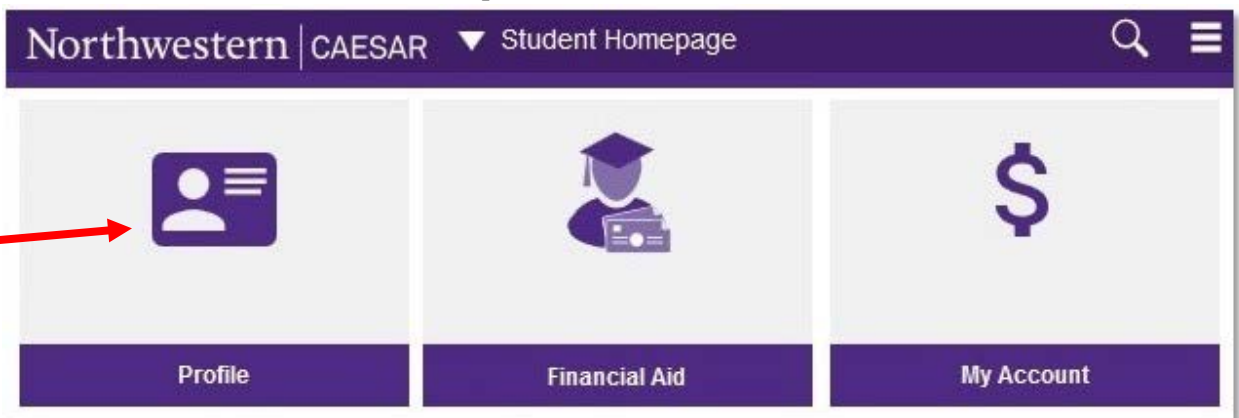 Northwestern | CAESAR ▼ Student Homepage
$
Profile Financial Aid My Account